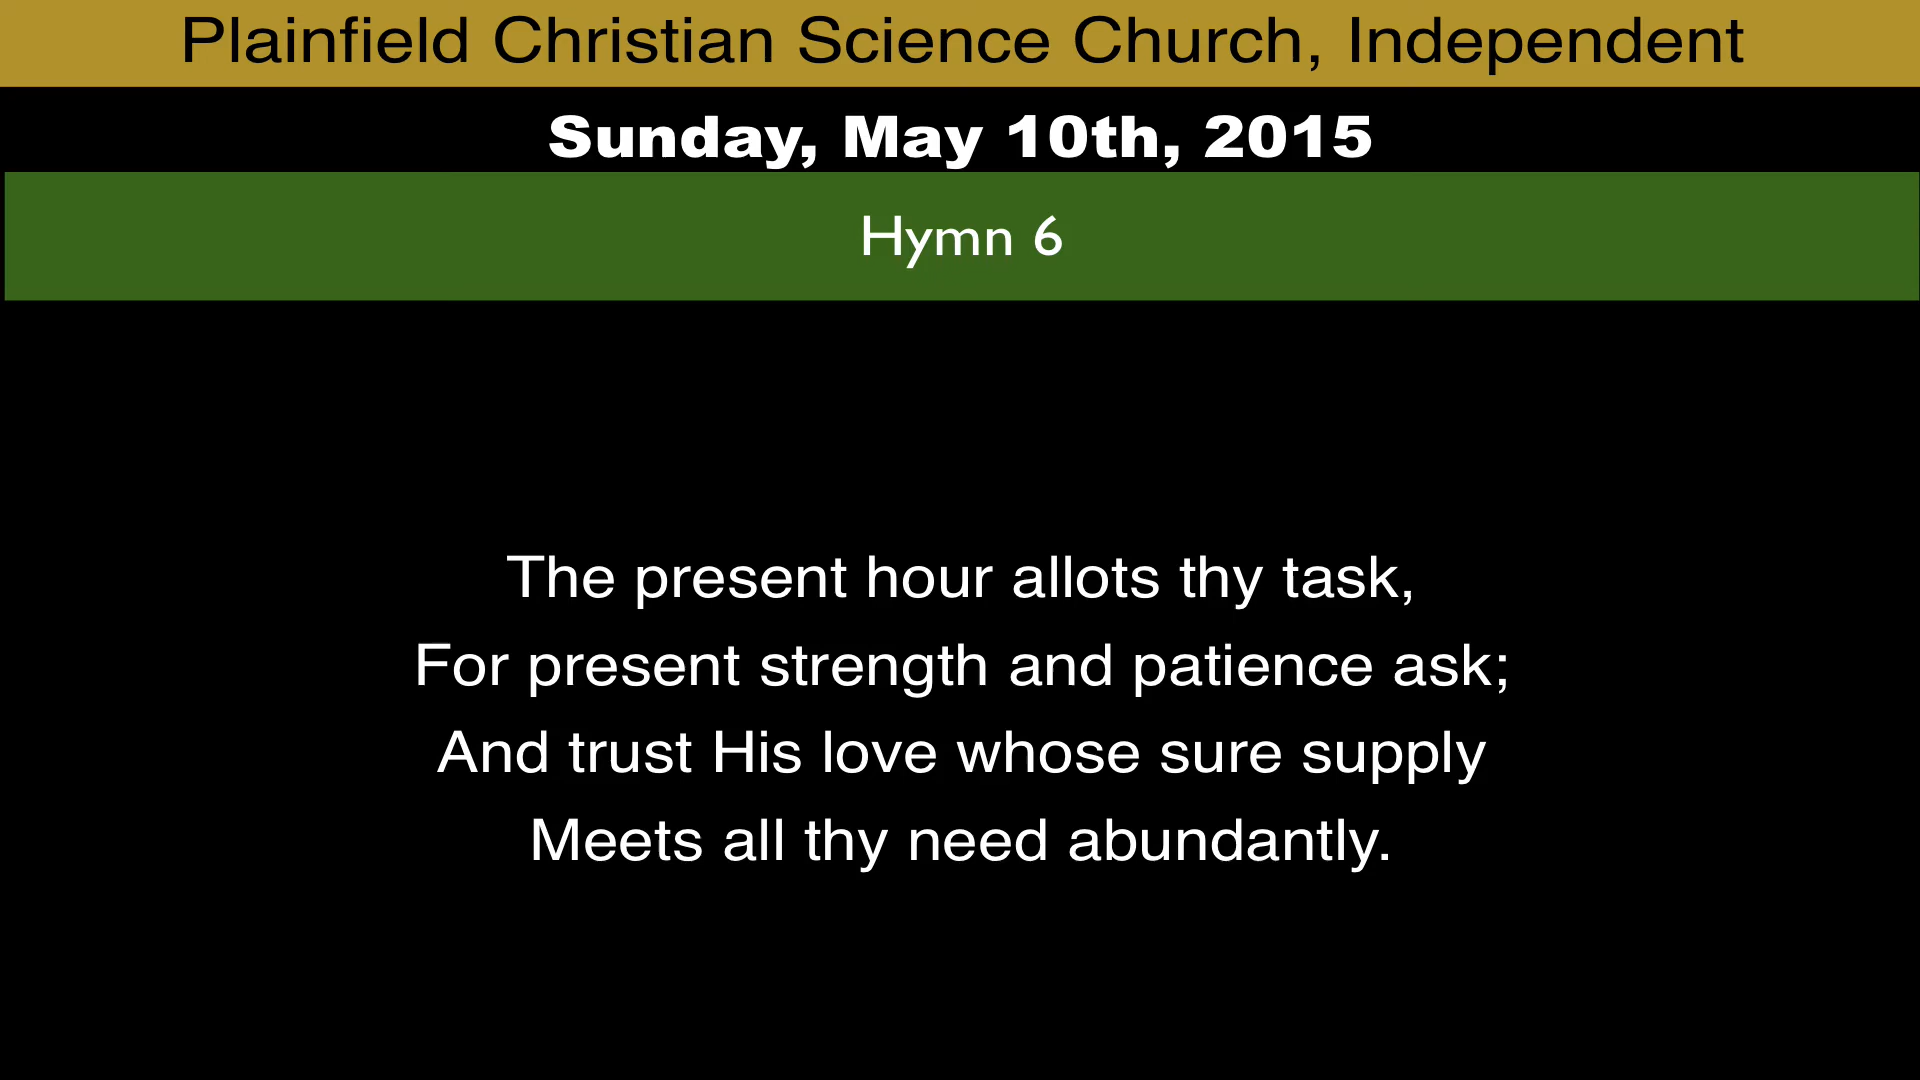 Plainfield Christian Science Church, Independent
Sunday, May 10th, 2015
Hymn 6
The present hour allots thy task,
For present strength and patience ask;
And trust His love whose sure supply
Meets all thy need abundantly.